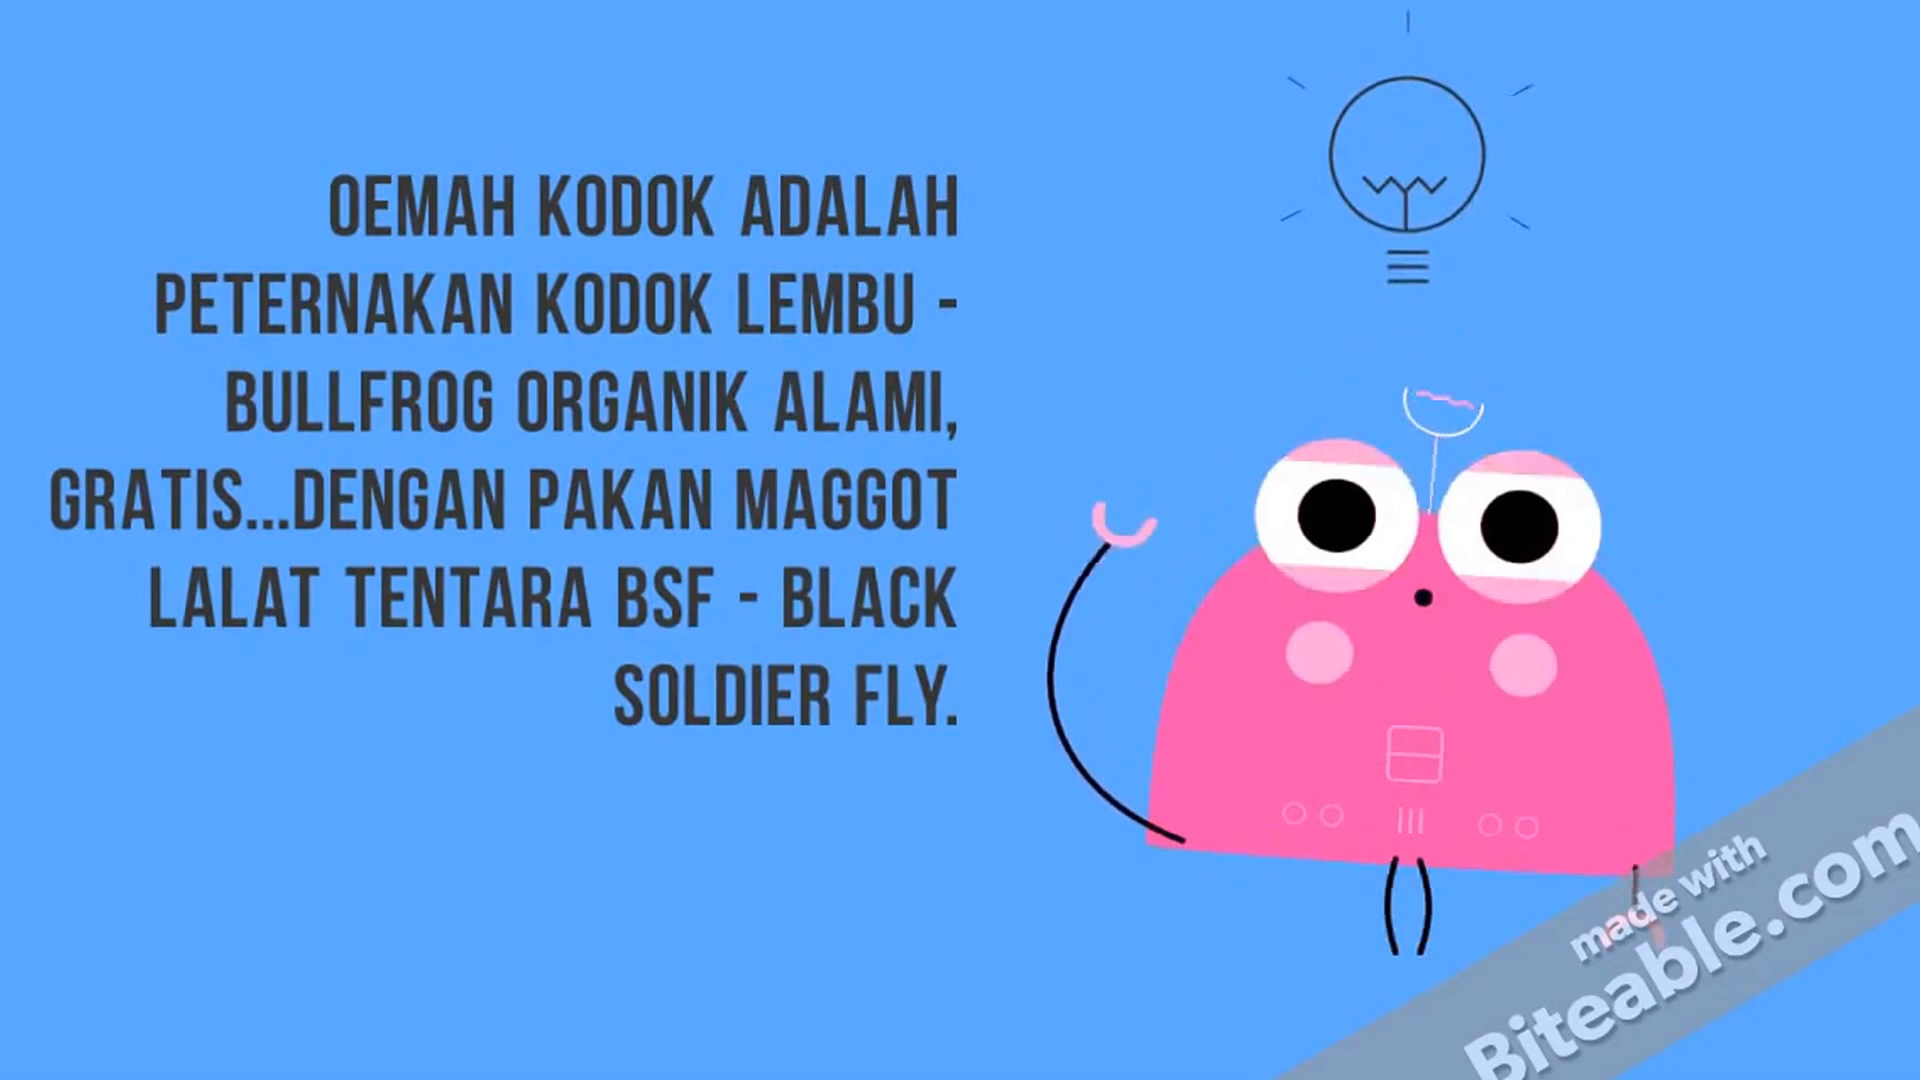 OEMAH KODOK ADALAH
PETERNAKAN KODOK LEMBU -
BULLFROG ORGANIK ALAMI,
GRATIS...DENGAN PAKAN MAGGOT
LALAT TENTARA BSF - BLACK
SOLDIER FLY.
made with
Biteable.com